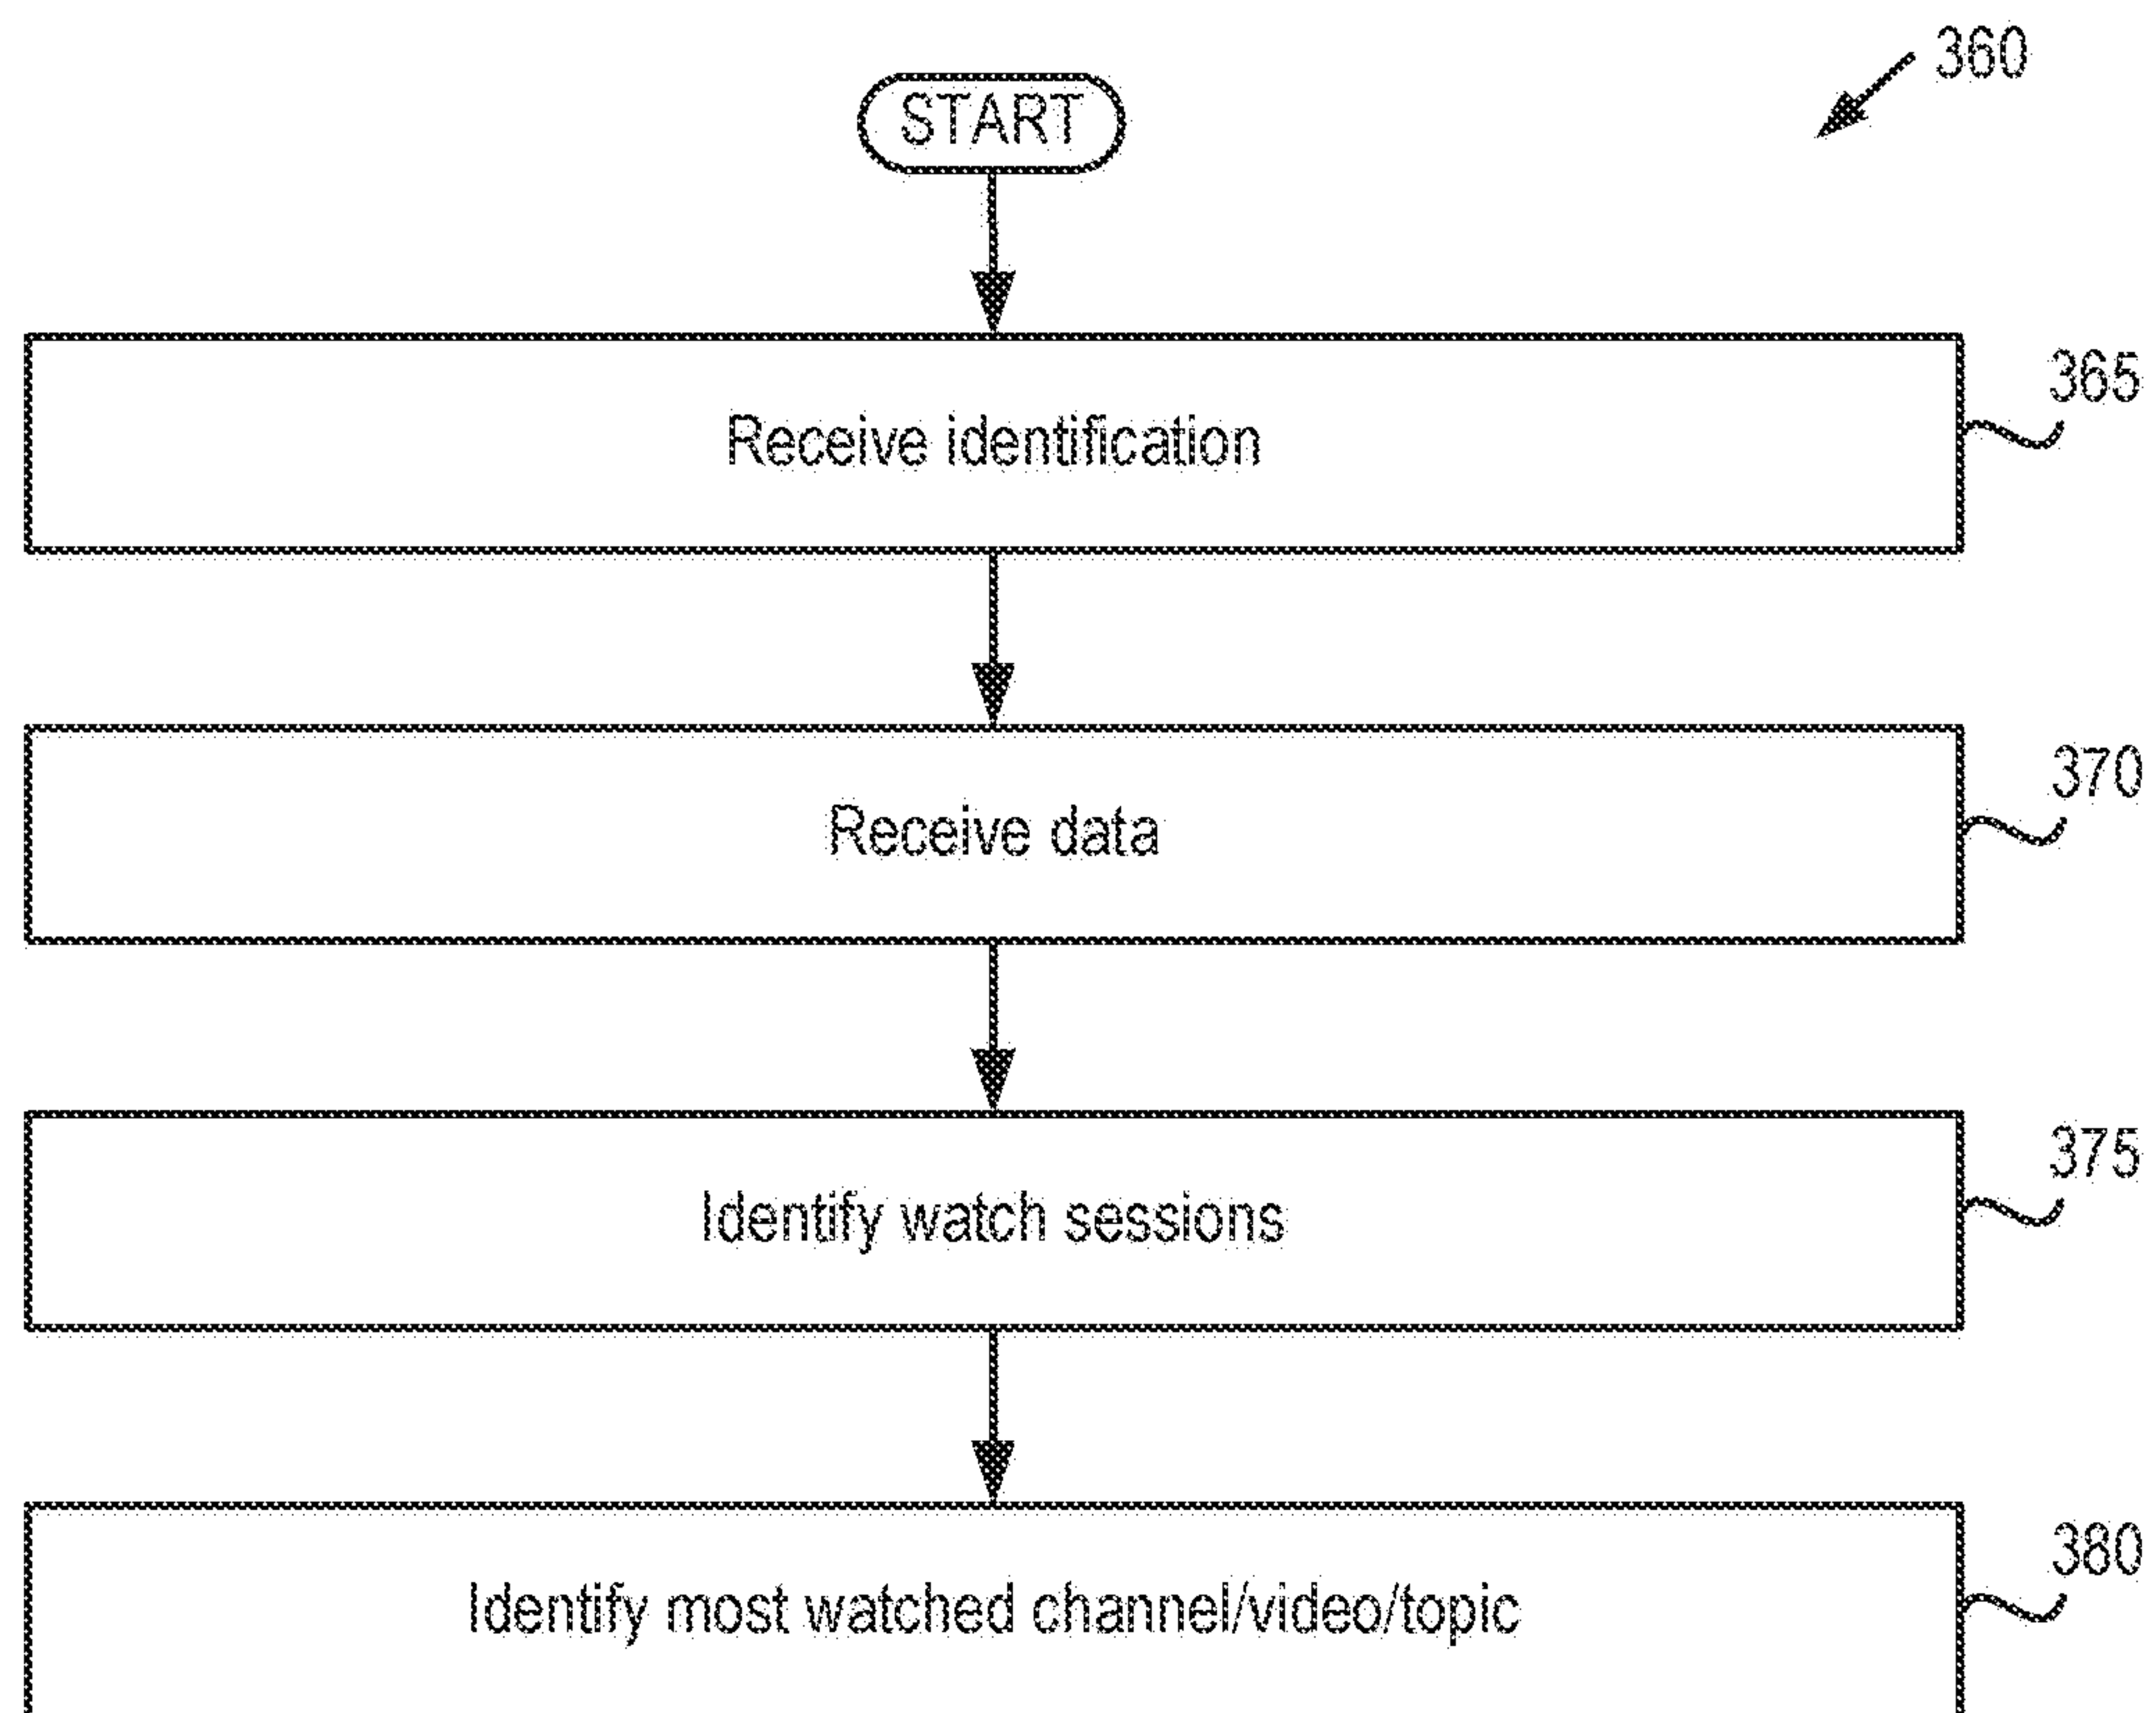 360
START
365
Receive identification
370
Receive data
375
Identify watch sessions
380
Identify most watched channel/video/topic